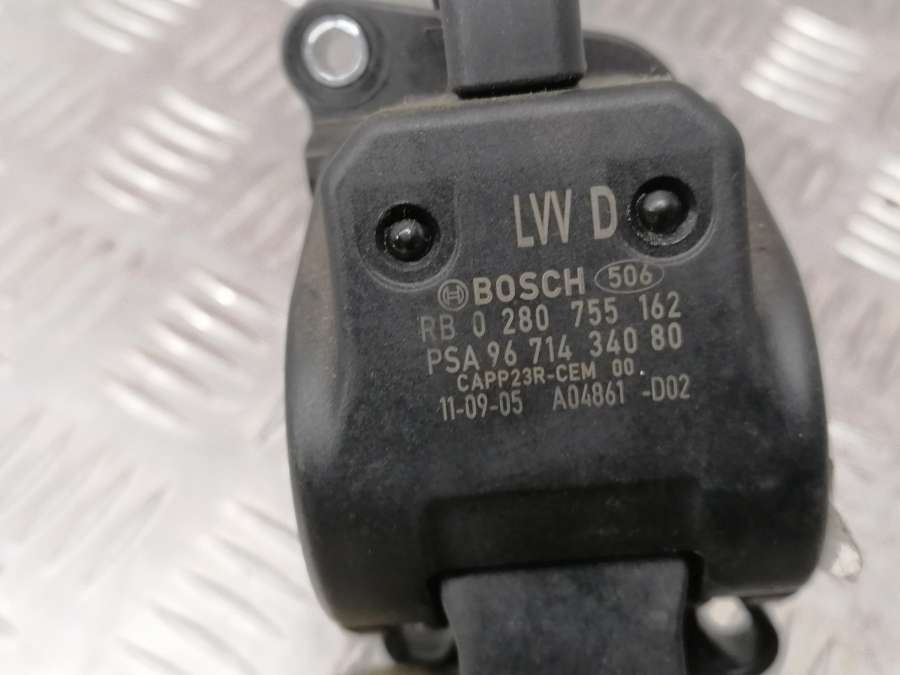 LW D
BOSCH 506
RB 0 280 755 162
PSA 96 714 340 80
CAPP23R-CEM 00
11-09-05 A04861 -D02